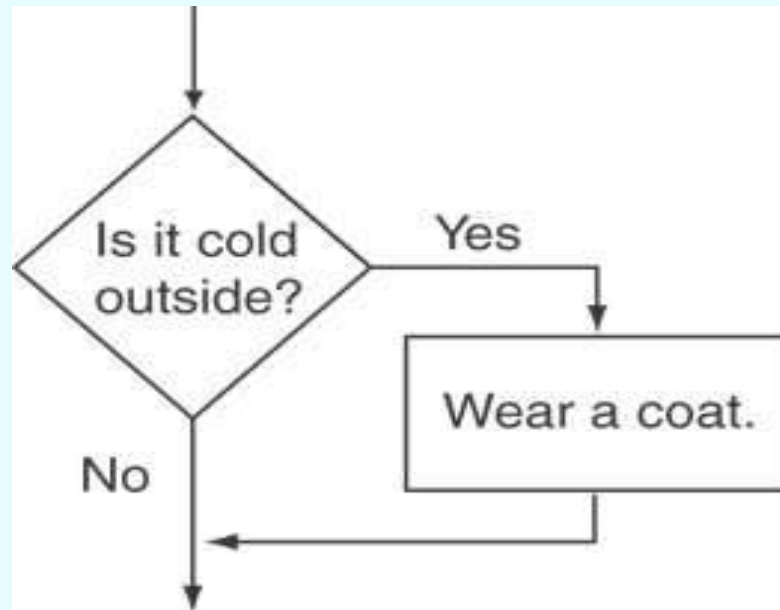 Is it cold
outside?
Yes
Wear a coat.
No